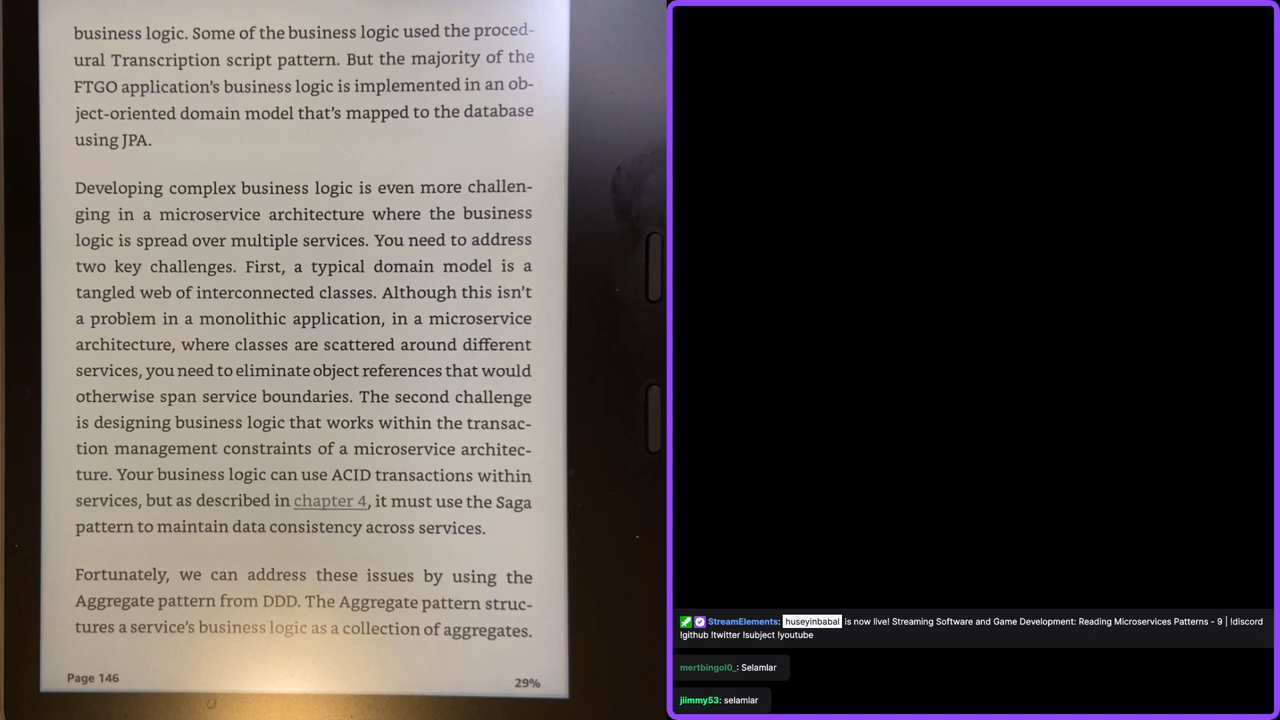 business logic. Some of the business logic used the proced-
ural Transcription script pattern. But the majority of the
FTGO application's business logic is implemented in an ob-
ject-oriented domain model that's mapped to the database
using JPA.
Developing complex business logic is even more challen-
ging in a microservice architecture where the business
logic is spread over multiple services. You need to address
two key challenges. First, a typical domain model is a
tangled web of interconnected classes. Although this isn't
a problem in a monolithic application, in a microservice
architecture, where classes are scattered around different
services, you need to eliminate object references that would
otherwise span service boundaries. The second challenge
is designing business logic that works within the transac-
tion management constraints of a microservice architec-
ture. Your business logic can use ACID transactions within
services, but as described in chapter 4, it must use the Saga
pattern to maintain data consistency across services.
Fortunately, we can address these issues by using the
Aggregate pattern from DDD. The Aggregate pattern struc-
tures a service's business logic as a collection of aggregates.
Page 146
29%
StreamElements: huseyinbabal is now live! Streaming Software and Game Development: Reading Microservices Patterns - 9 | !discord
!github !twitter !subject !youtube
mertbingol0_: Selamlar
jiimmy53: selamlar